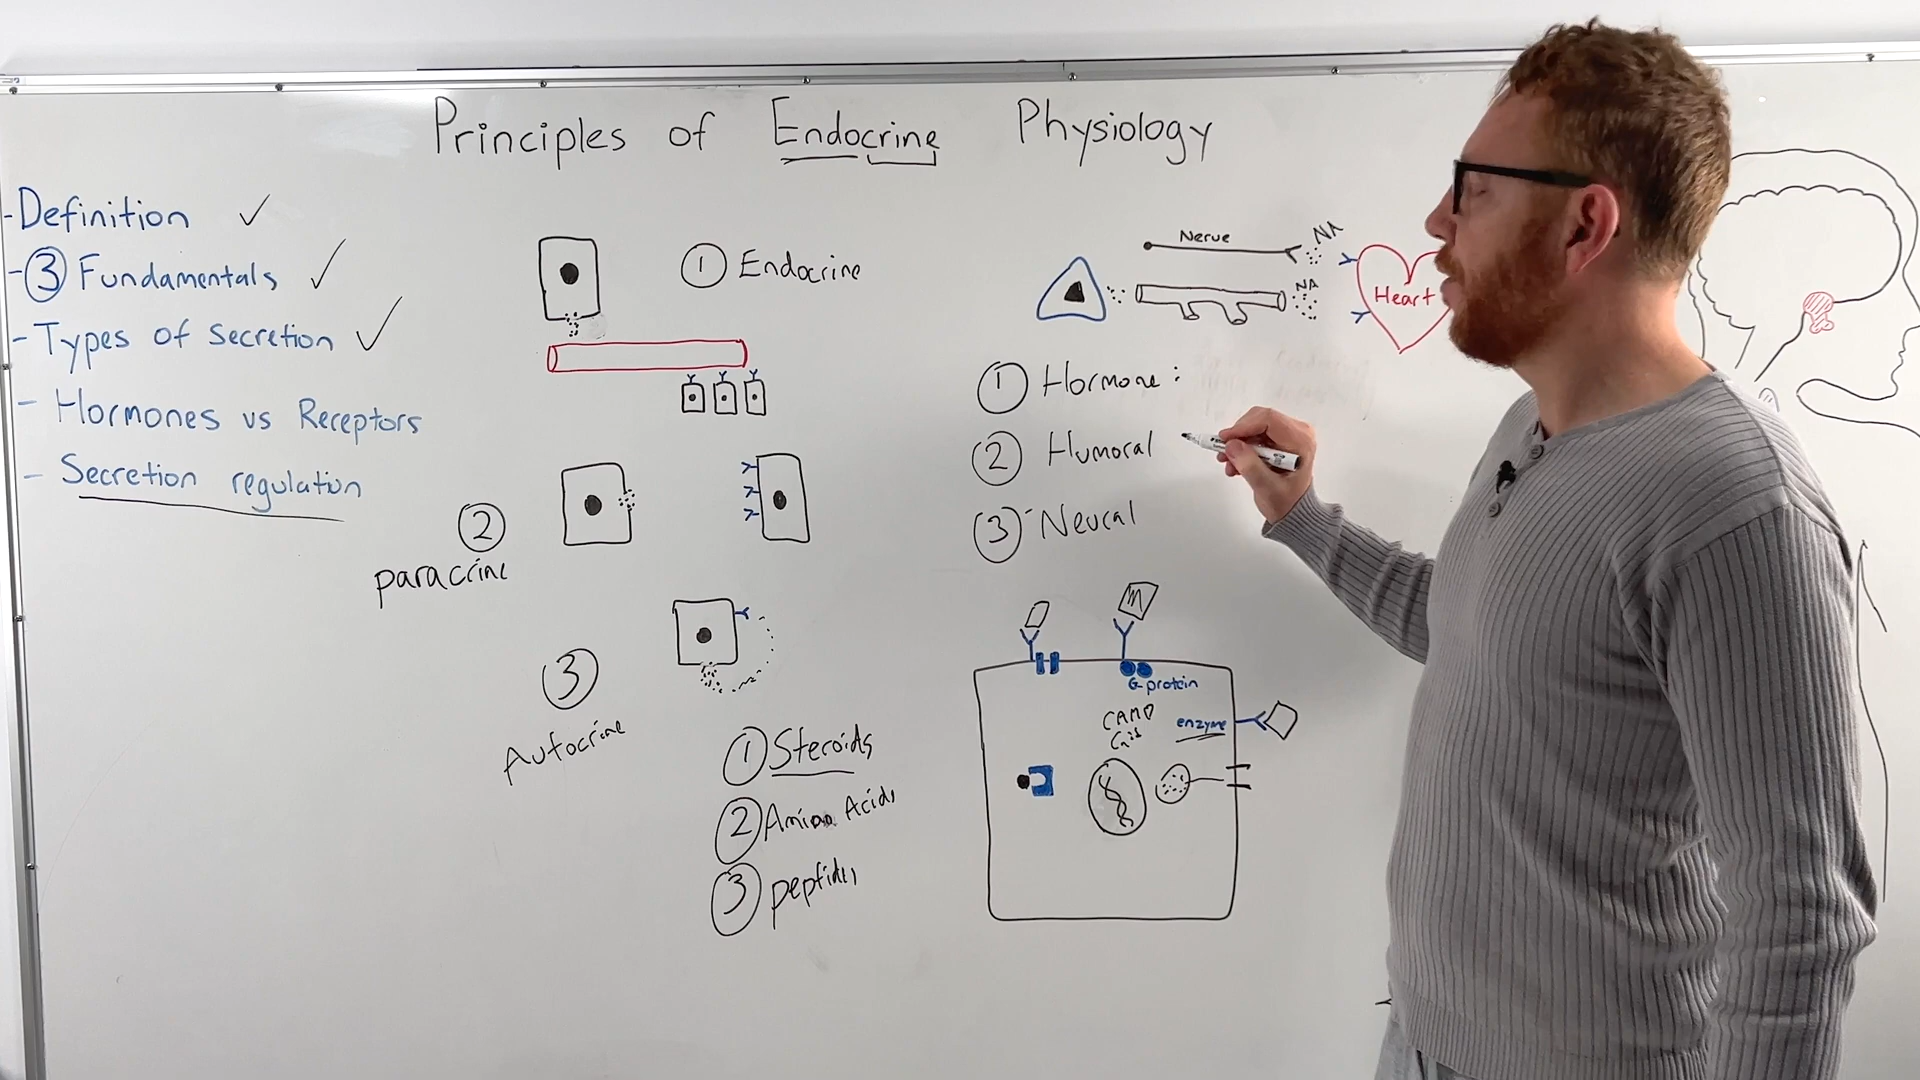 Principles of Endocrine Physiology
-Definition ✓
-③ Fundamentals ✓
- Types of secretion ✓
- Hormones vs Receptors
- Secretion regulation
① Endocrine
② paracrine
③ Autocrine
① Steroids
② Amino Acids
③ peptides
Nerve
NA
NA
Heart
① Hormone:
② Humoral
③ Neural
G-protein
CAMP
Ca²⁺
enzyme